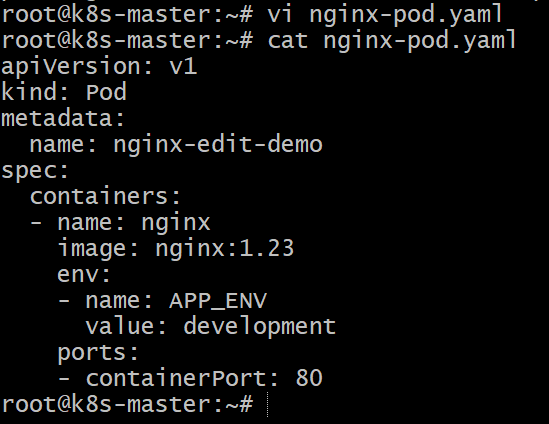 root@k8s-master:~# vi nginx-pod.yaml
root@k8s-master:~# cat nginx-pod.yaml
apiVersion: v1
kind: Pod
metadata:
  name: nginx-edit-demo
spec:
  containers:
  - name: nginx
    image: nginx:1.23
    env:
    - name: APP_ENV
      value: development
    ports:
    - containerPort: 80
root@k8s-master:~#